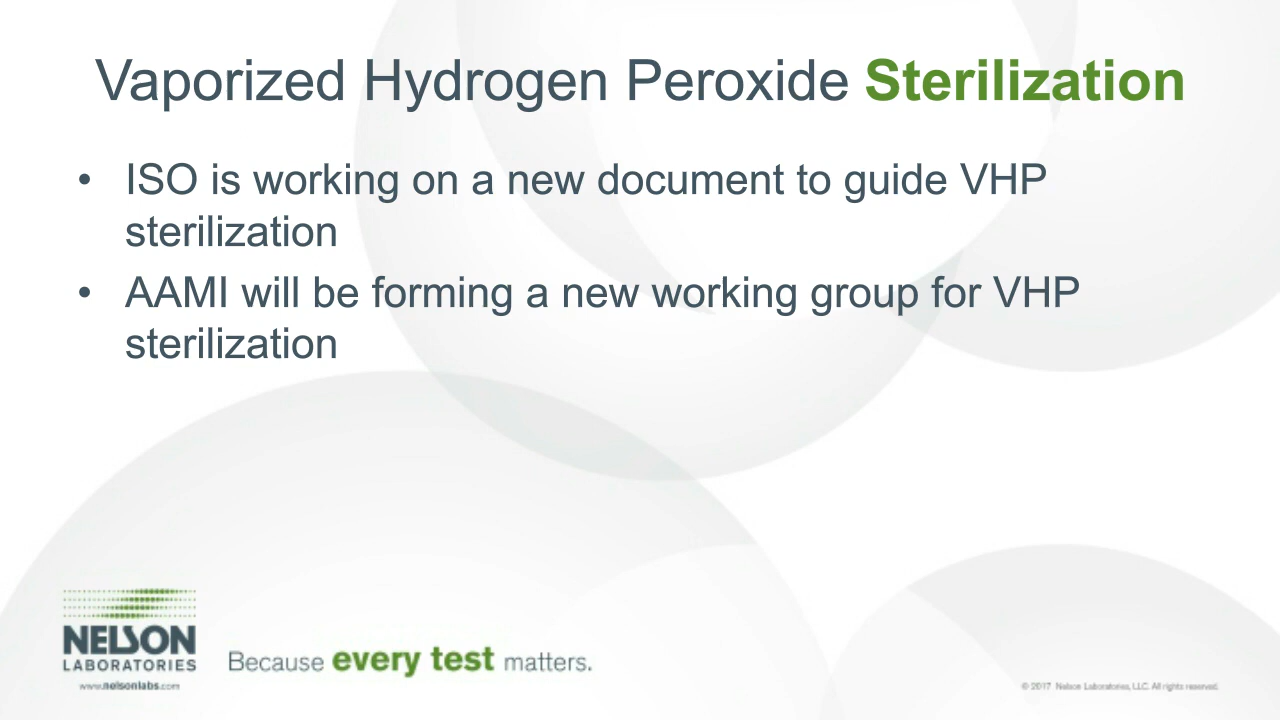 Vaporized Hydrogen Peroxide Sterilization
• ISO is working on a new document to guide VHP
sterilization
• AAMI will be forming a new working group for VHP
sterilization
NELSON
LABORATORIES
www.nelsonlabs.com
Because every test matters.
© 2017 Nelson Laboratories, LLC. All rights reserved.